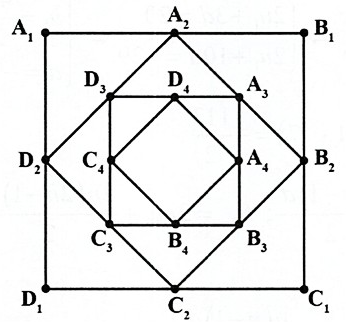 A₁ A₂ B₁
D₃ D₄ A₃
D₂ C₄ A₄ B₂
C₃ B₄ B₃
D₁ C₂ C₁